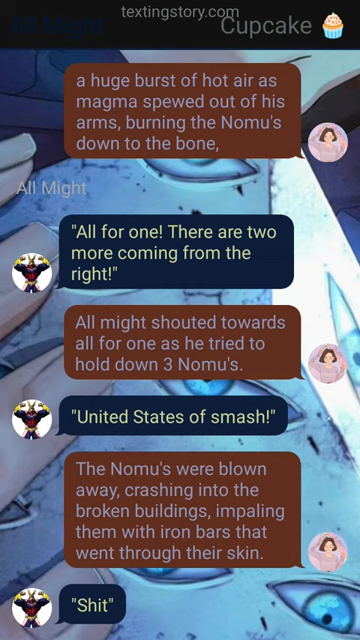 textingstory.com
All Might
Cupcake 🧁
a huge burst of hot air as
magma spewed out of his
arms, burning the Nomu's
down to the bone,
All Might
"All for one! There are two
more coming from the
right!"
All might shouted towards
all for one as he tried to
hold down 3 Nomu's.
"United States of smash!"
The Nomu's were blown
away, crashing into the
broken buildings, impaling
them with iron bars that
went through their skin.
"Shit"